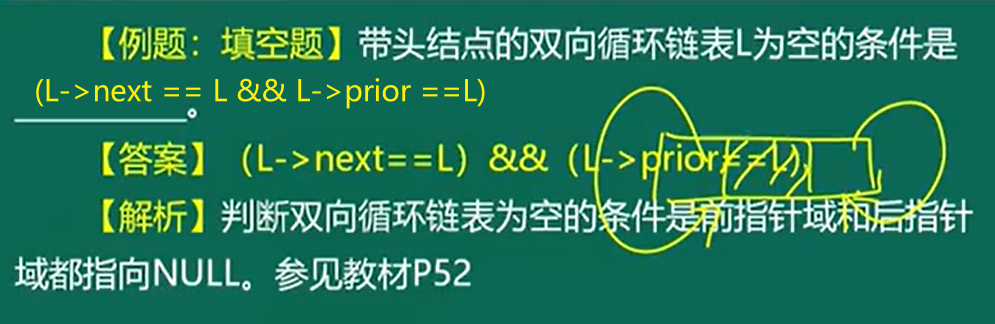 【例题：填空题】带头结点的双向循环链表L为空的条件是
(L->next == L && L->prior ==L)
____________。
【答案】（L->next==L）&&（L->prior==L）
【解析】判断双向循环链表为空的条件是前指针域和后指针
域都指向NULL。参见教材P52